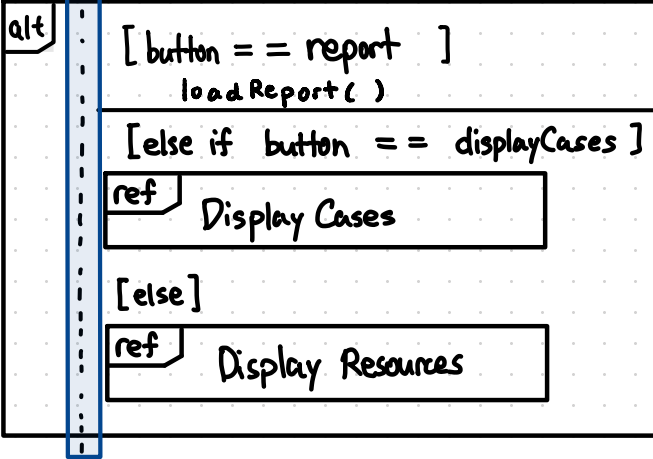 alt
[button == report ]
loadReport( )
[else if button == displayCases]
ref
Display Cases
[else]
ref
Display Resources